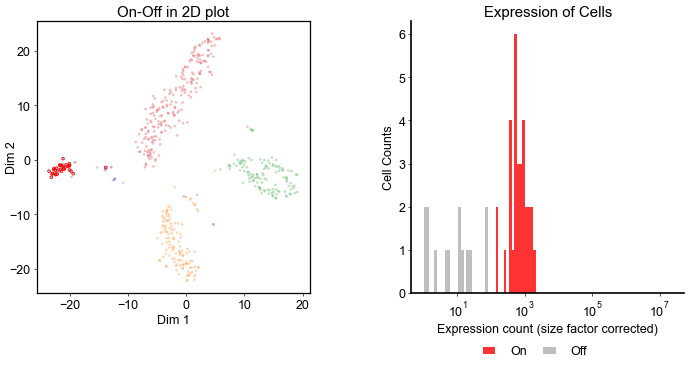 On-Off in 2D plot
20
10
0
−10
−20
Dim 2
−20
−10
0
10
20
Dim 1
Expression of Cells
6
5
4
3
2
1
0
Cell Counts
10^1
10^3
10^5
10^7
Expression count (size factor corrected)
On
Off